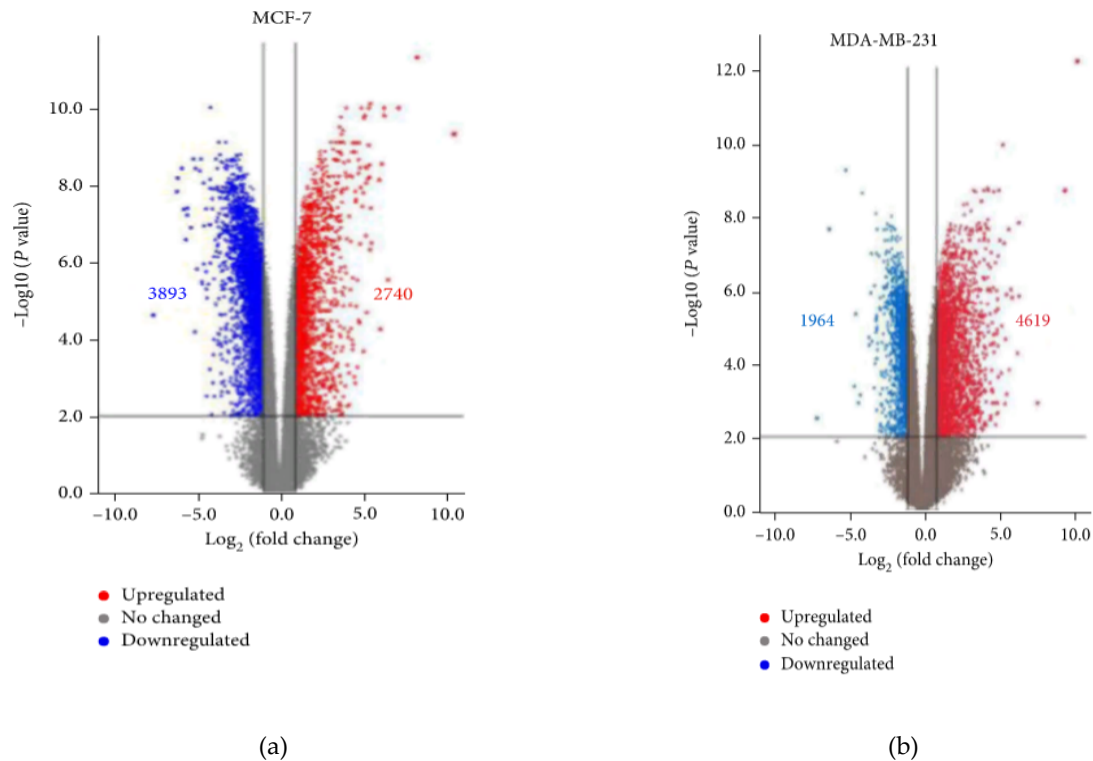 MCF-7
10.0
8.0
6.0
4.0
2.0
0.0
−Log10 (P value)
3893
2740
−10.0 −5.0 0.0 5.0 10.0
Log2 (fold change)
Upregulated
No changed
Downregulated
(a)
MDA-MB-231
12.0
10.0
8.0
6.0
4.0
2.0
0.0
−Log10 (P value)
1964
4619
−10.0 −5.0 0.0 5.0 10.0
Log2 (fold change)
Upregulated
No changed
Downregulated
(b)